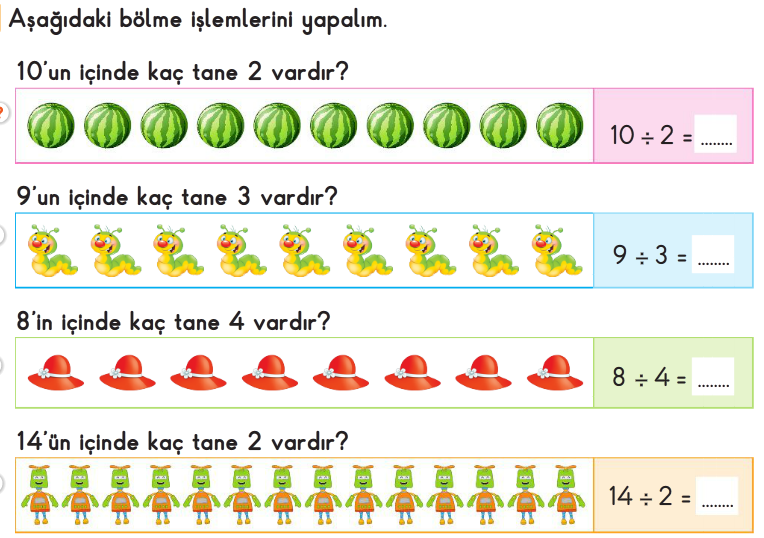 Aşağıdaki bölme işlemlerini yapalım.
10'un içinde kaç tane 2 vardır?
10 ÷ 2 = ........
9'un içinde kaç tane 3 vardır?
9 ÷ 3 = ........
8'in içinde kaç tane 4 vardır?
8 ÷ 4 = ........
14'ün içinde kaç tane 2 vardır?
14 ÷ 2 = ........